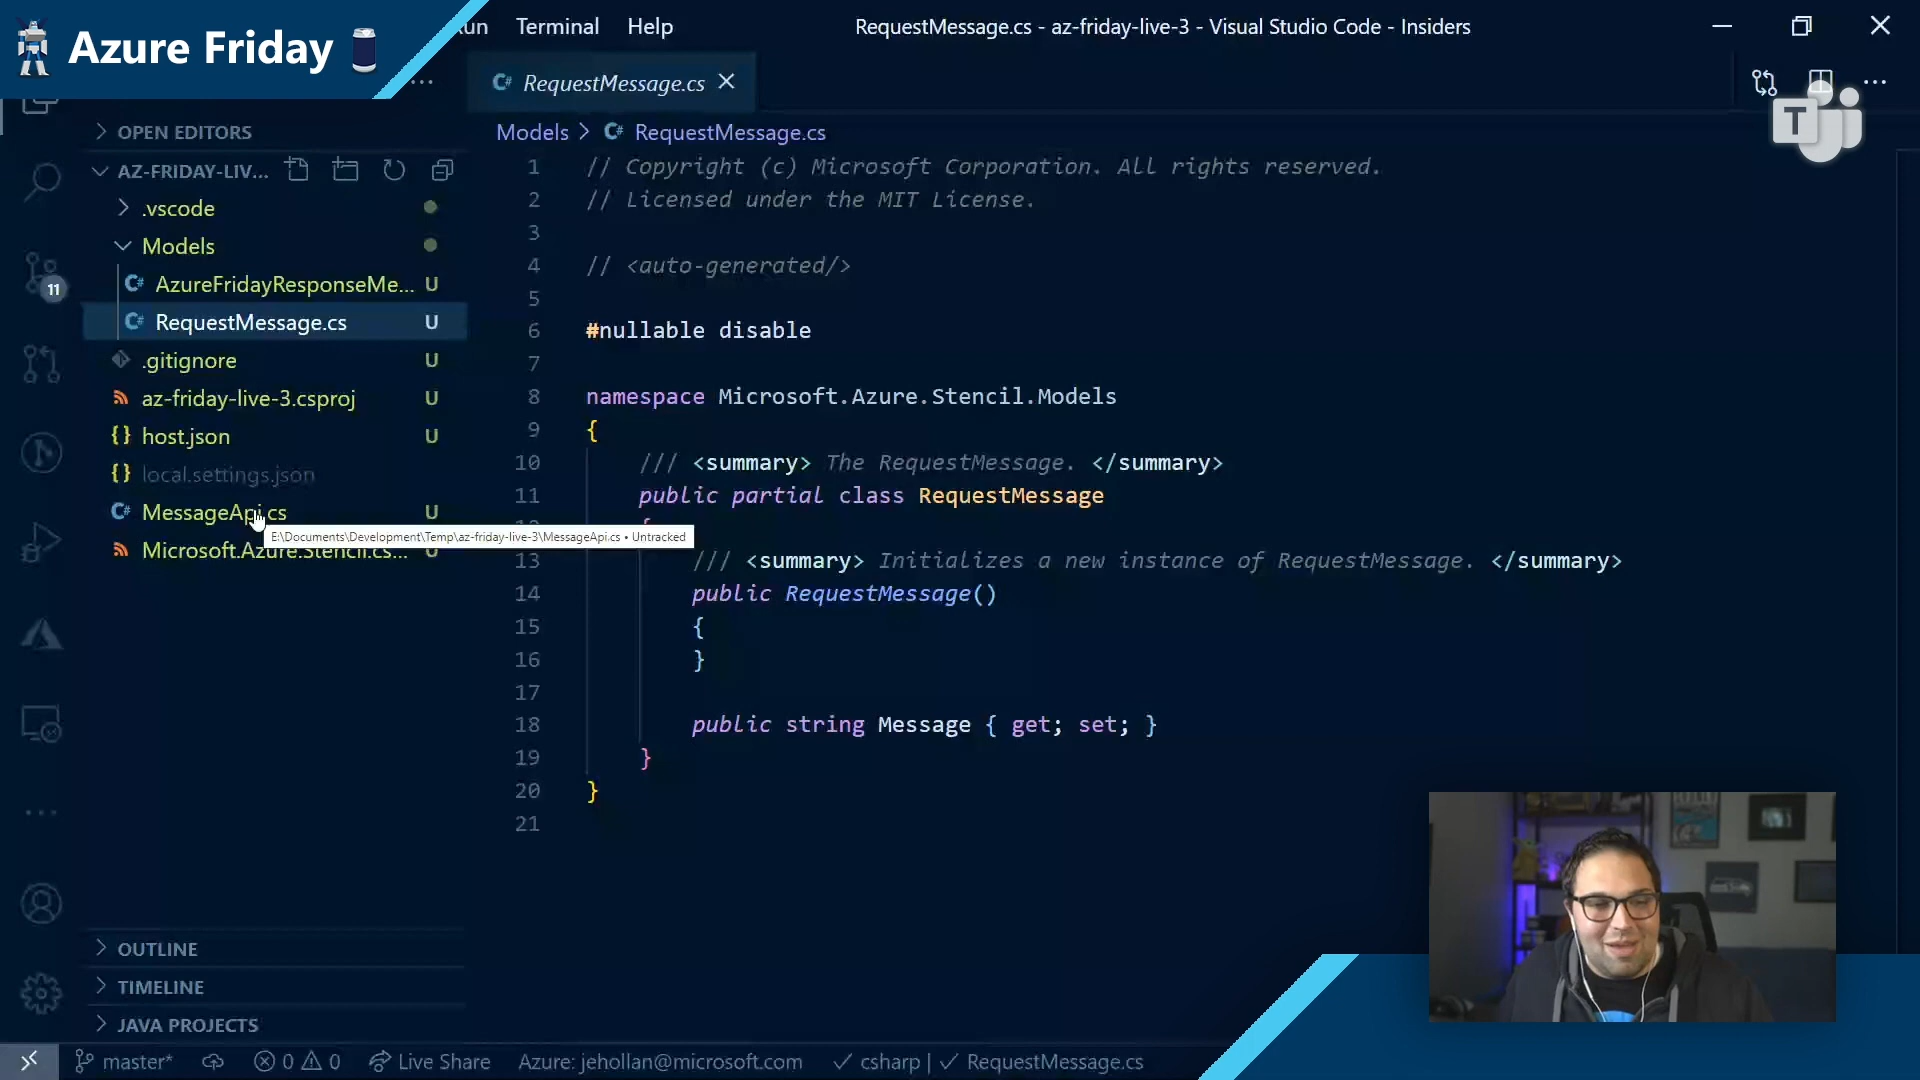 Azure Friday
Run Terminal Help
RequestMessage.cs - az-friday-live-3 - Visual Studio Code - Insiders
RequestMessage.cs
T
OPEN EDITORS
Models > RequestMessage.cs
AZ-FRIDAY-LIV...
.vscode
Models
AzureFridayResponseMe... U
RequestMessage.cs U
.gitignore U
az-friday-live-3.csproj U
host.json U
local.settings.json
MessageApi.cs U
E:\Documents\Development\Temp\az-friday-live-3\MessageApi.cs • Untracked
Microsoft.Azure.Stencil.cs... U
11
1 // Copyright (c) Microsoft Corporation. All rights reserved.
2 // Licensed under the MIT License.
3
4 // <auto-generated/>
5
6 #nullable disable
7
8 namespace Microsoft.Azure.Stencil.Models
9 {
10 /// <summary> The RequestMessage. </summary>
11 public partial class RequestMessage
{
13 /// <summary> Initializes a new instance of RequestMessage. </summary>
14 public RequestMessage()
15 {
16 }
17
18 public string Message { get; set; }
19 }
20 }
21
OUTLINE
TIMELINE
JAVA PROJECTS
master* 0 0 Live Share Azure: jehollan@microsoft.com csharp | RequestMessage.cs